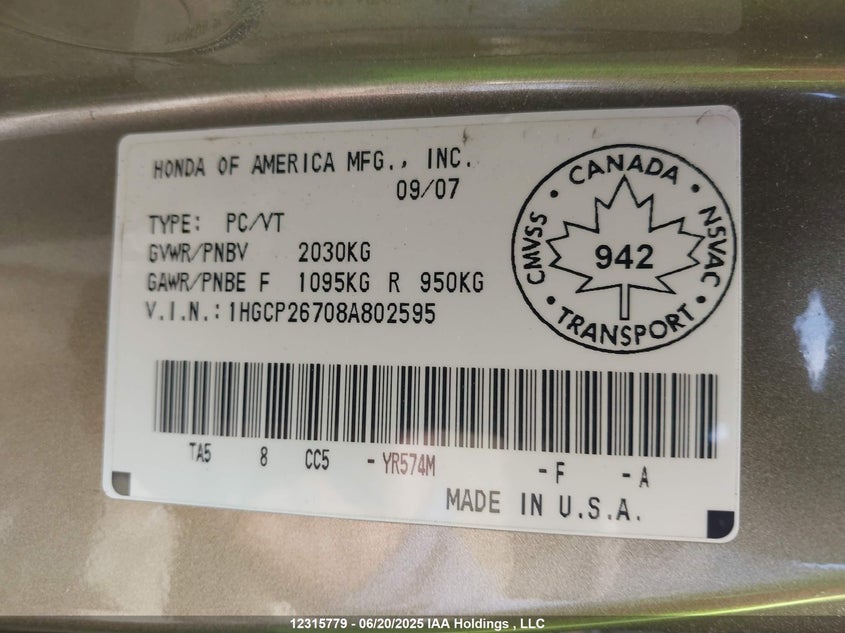 HONDA OF AMERICA MFG., INC.
09/07
TYPE: PC/VT
GVWR/PNBV 2030KG
GAWR/PNBE F 1095KG R 950KG
V.I.N.:1HGCP26708A802595
CANADA
CMVSS
NSVAC
942
TRANSPORT
TA5 8 CC5 -YR574M -F -A
MADE IN U.S.A.
12315779 - 06/20/2025 IAA Holdings , LLC